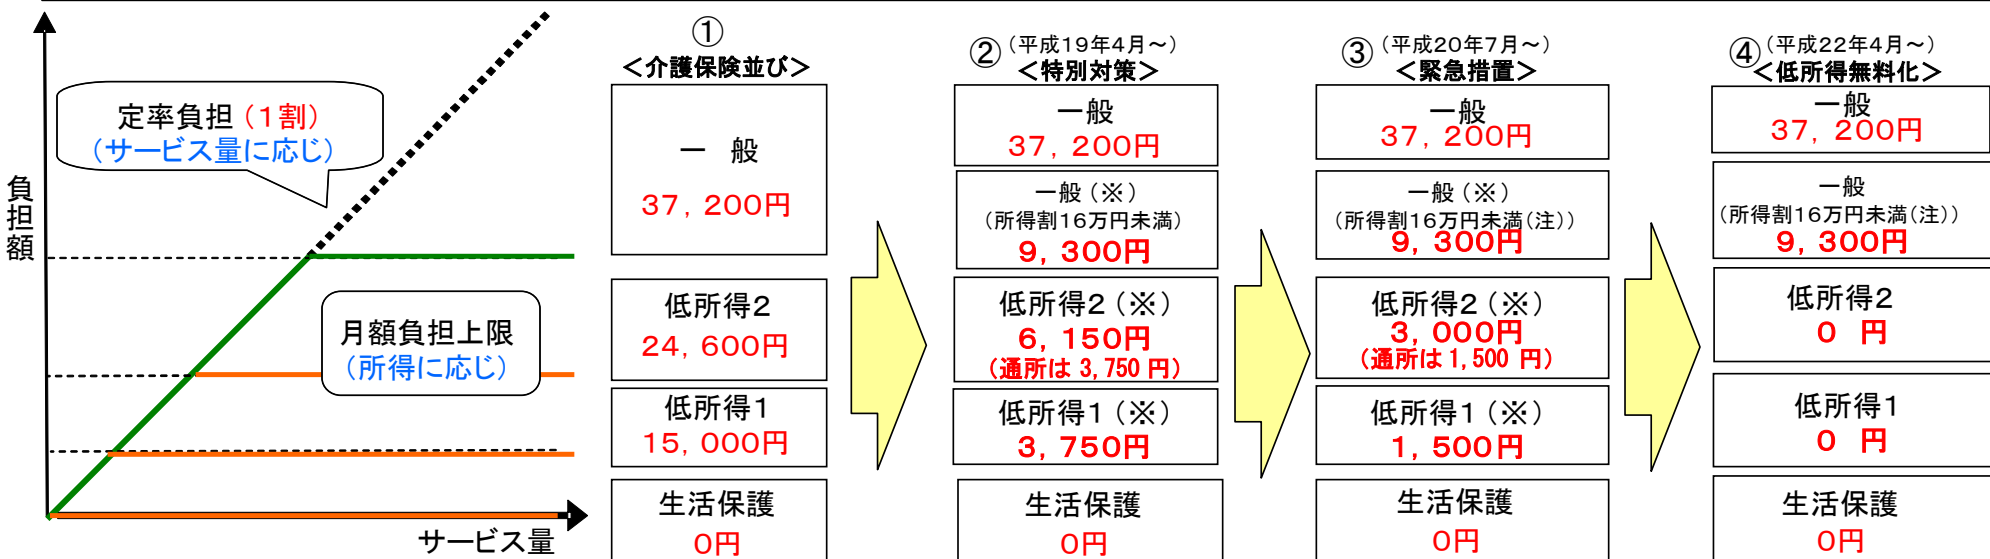 定率負担（１割）
（サービス量に応じ）
負担額
月額負担上限
（所得に応じ）
サービス量
①
＜介護保険並び＞
一　般
37，200円
低所得2
24，600円
低所得1
15，000円
生活保護
0円
②（平成19年4月～）
＜特別対策＞
一般
37，200円
一般（※）
（所得割16万円未満）
9，300円
低所得2（※）
6，150円
（通所は 3,750 円）
低所得1（※）
3，750円
生活保護
0円
③（平成20年7月～）
＜緊急措置＞
一般
37，200円
一般（※）
（所得割16万円未満（注））
9，300円
低所得2（※）
3，000円
（通所は 1,500 円）
低所得1（※）
1，500円
生活保護
0円
④（平成22年4月～）
＜低所得無料化＞
一般
37，200円
一般
（所得割16万円未満（注））
9，300円
低所得2
0　円
低所得1
0　円
生活保護
0円